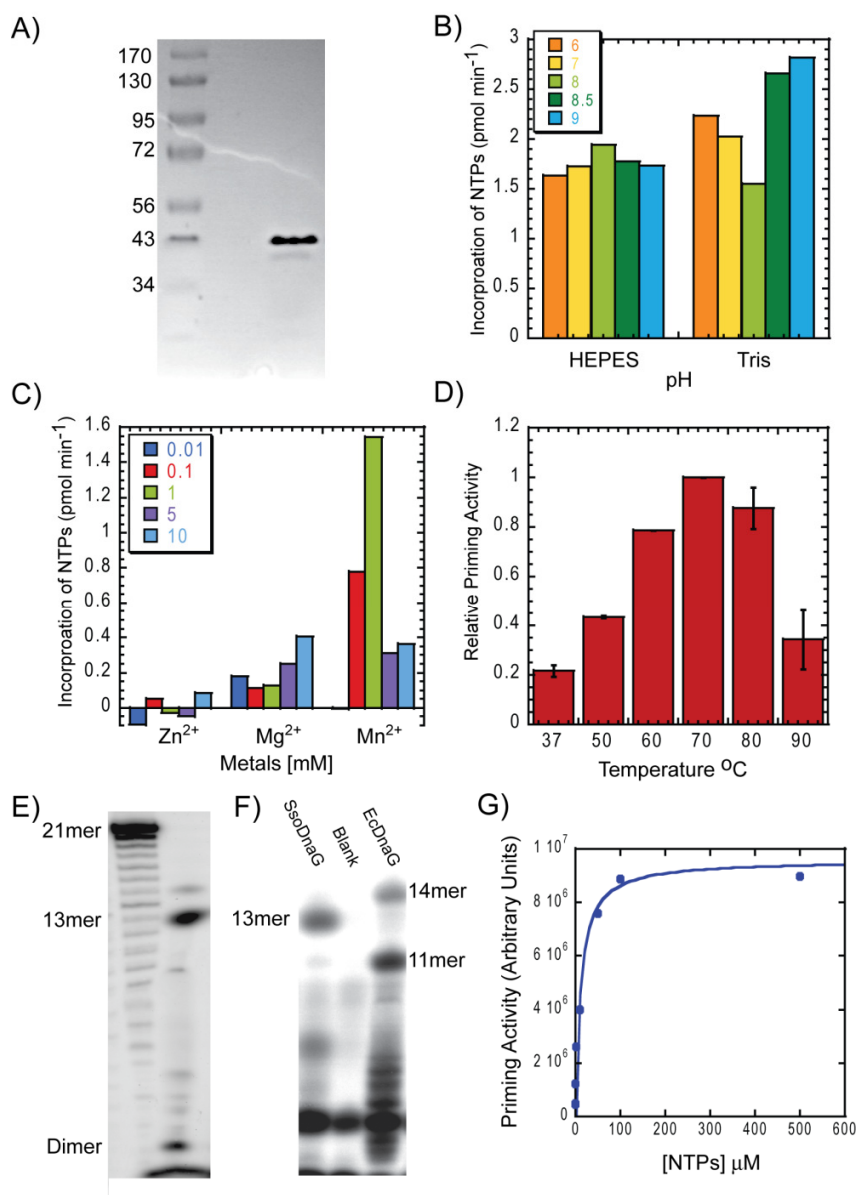 A)
170
130
95
72
56
43
34
B)
Incorproation of NTPs (pmol min⁻¹)
3
2.5
2
1.5
1
0.5
0
6
7
8
8.5
9
HEPES Tris
pH
C)
Incorproation of NTPs (pmol min⁻¹)
1.6
1.4
1.2
1
0.8
0.6
0.4
0.2
0
0.01
0.1
1
5
10
Zn²⁺ Mg²⁺ Mn²⁺
Metals [mM]
D)
Relative Priming Activity
1.2
1
0.8
0.6
0.4
0.2
0
37 50 60 70 80 90
Temperature ºC
E)
21mer
13mer
Dimer
F)
SsoDnaG Blank EcDnaG
13mer
14mer
11mer
G)
Priming Activity (Arbitrary Units)
1 10⁷
8 10⁶
6 10⁶
4 10⁶
2 10⁶
0
0 100 200 300 400 500 600
[NTPs] μM